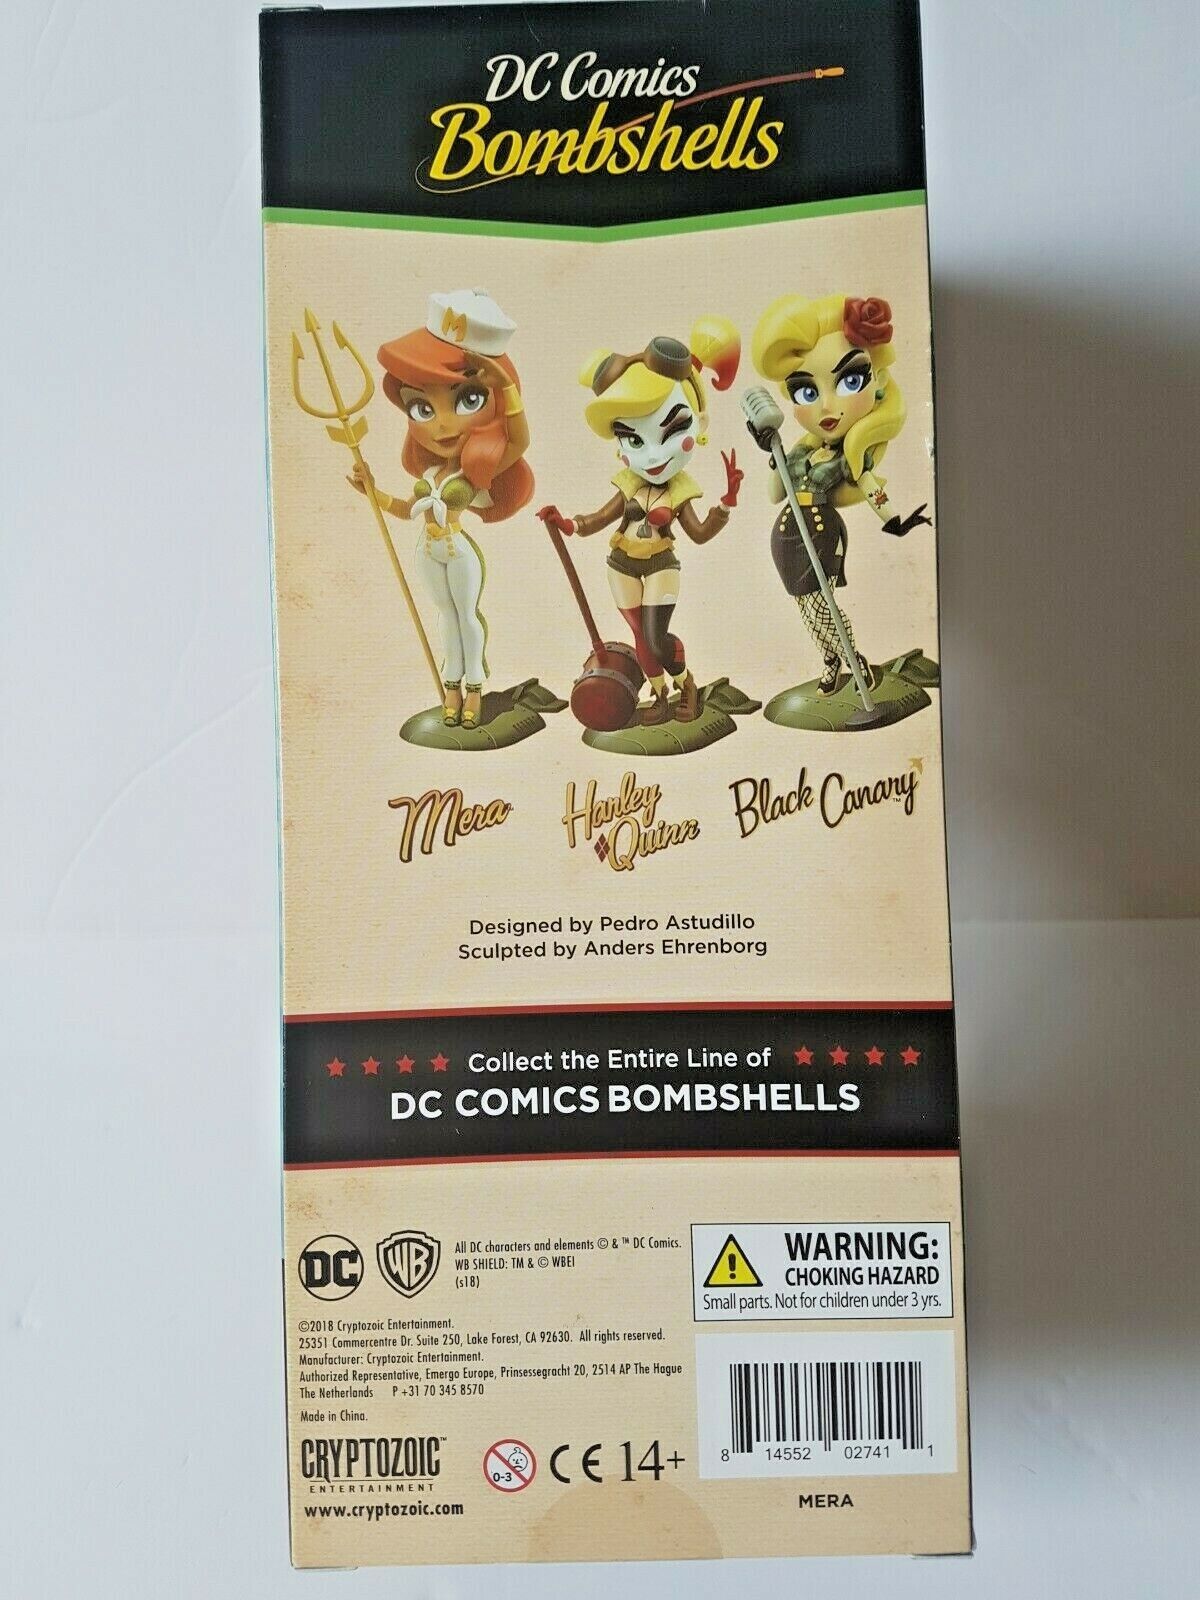 DC Comics
Bombshells
M
Mera
Harley
Quinn
Black Canary™
Designed by Pedro Astudillo
Sculpted by Anders Ehrenborg
Collect the Entire Line of
DC COMICS BOMBSHELLS
DC
WB
All DC characters and elements © & ™ DC Comics.
WB SHIELD: TM & © WBEI
(s18)
WARNING:
CHOKING HAZARD
Small parts. Not for children under 3 yrs.
©2018 Cryptozoic Entertainment.
25351 Commercentre Dr. Suite 250, Lake Forest, CA 92630. All rights reserved.
Manufacturer: Cryptozoic Entertainment.
Authorized Representative, Emergo Europe, Prinsessegracht 20, 2514 AP The Hague
The Netherlands P +31 70 345 8570
Made in China.
CRYPTOZOIC™
ENTERTAINMENT
www.cryptozoic.com
0-3
CE 14+
8 14552 02741 1
MERA